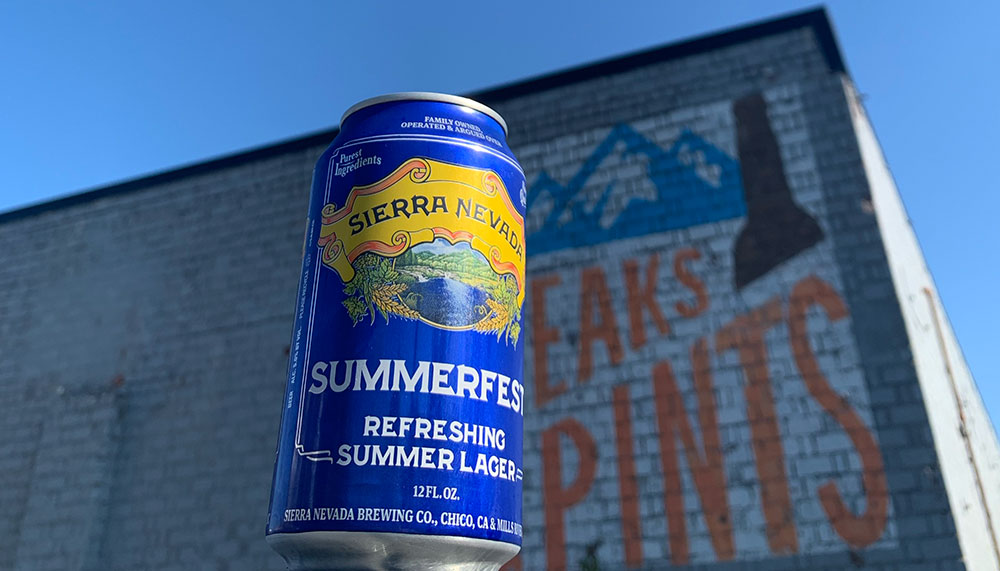 FAMILY OWNED,
OPERATED & ARGUED OVER
Purest
Ingredients
SIERRA NEVADA
SUMMERFEST
REFRESHING
SUMMER LAGER
12 FL. OZ.
SIERRA NEVADA BREWING CO., CHICO, CA & MILLS
EAKS
PINTS